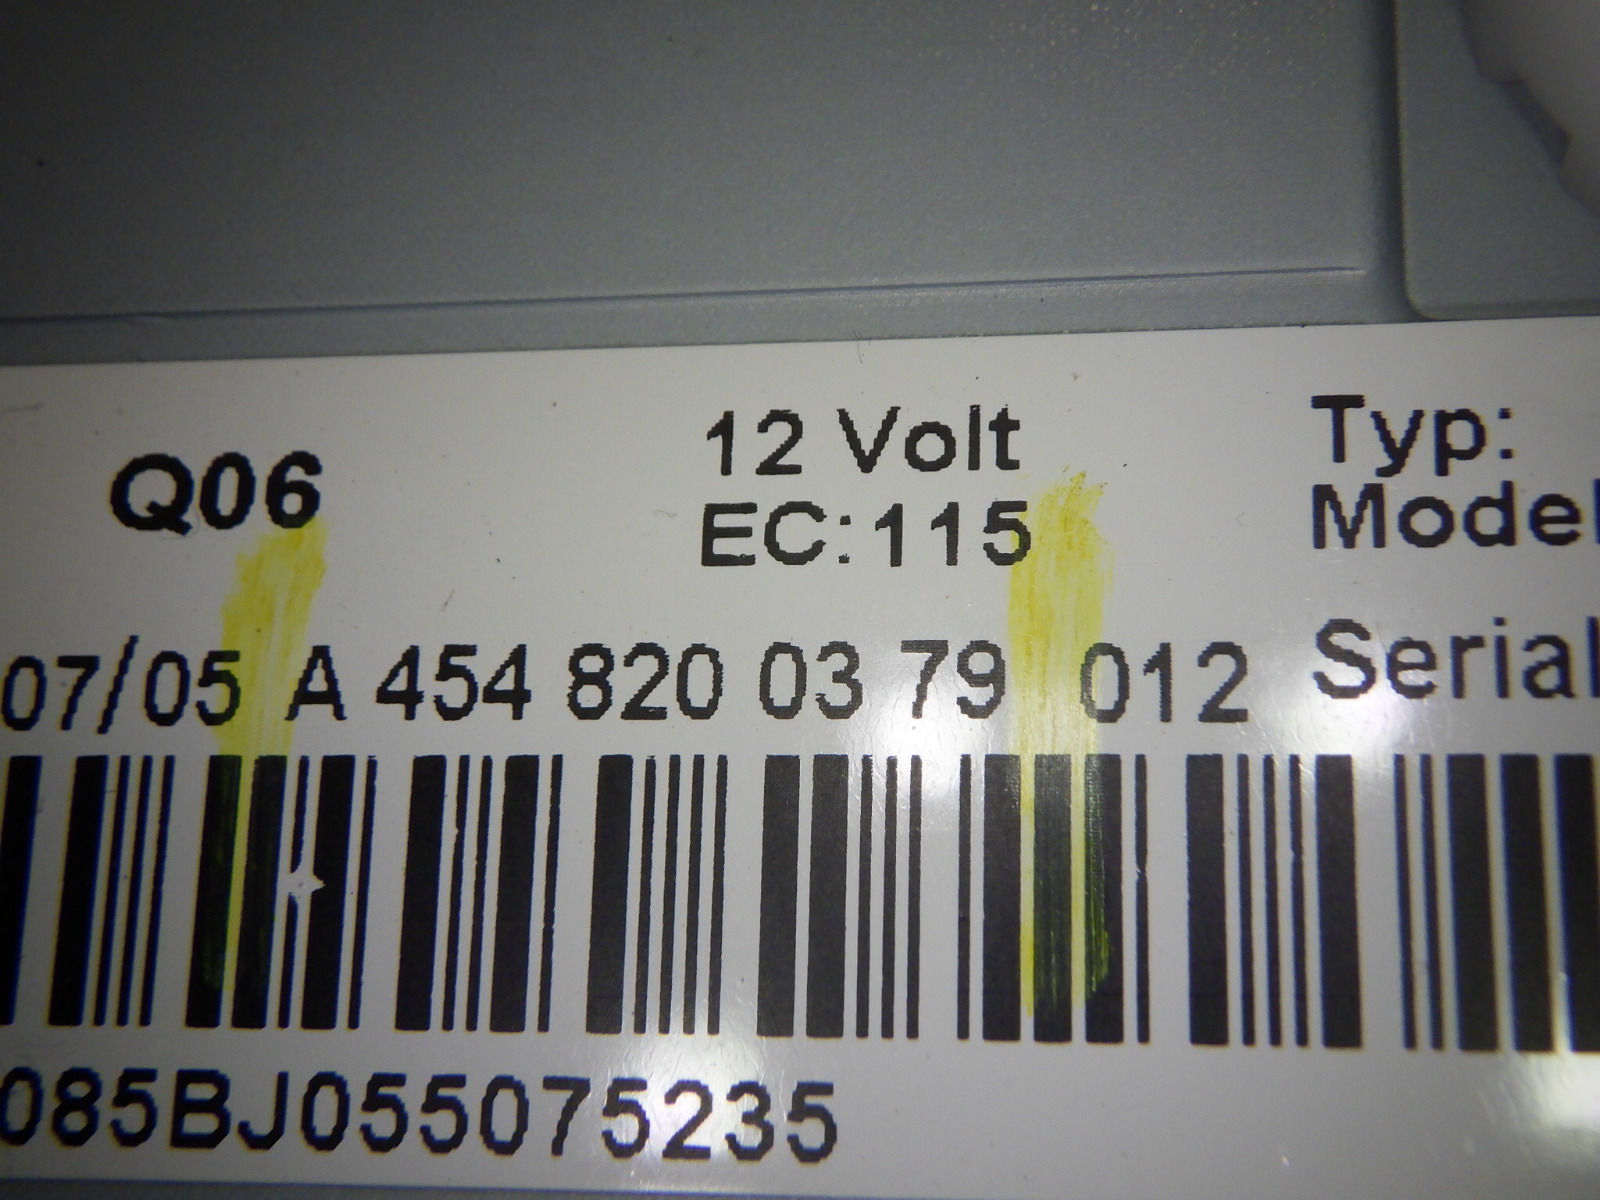 Q06
12 Volt
EC:115
Typ:
Model
07/05 A 454 820 03 79 012 Serial
085BJ055075235